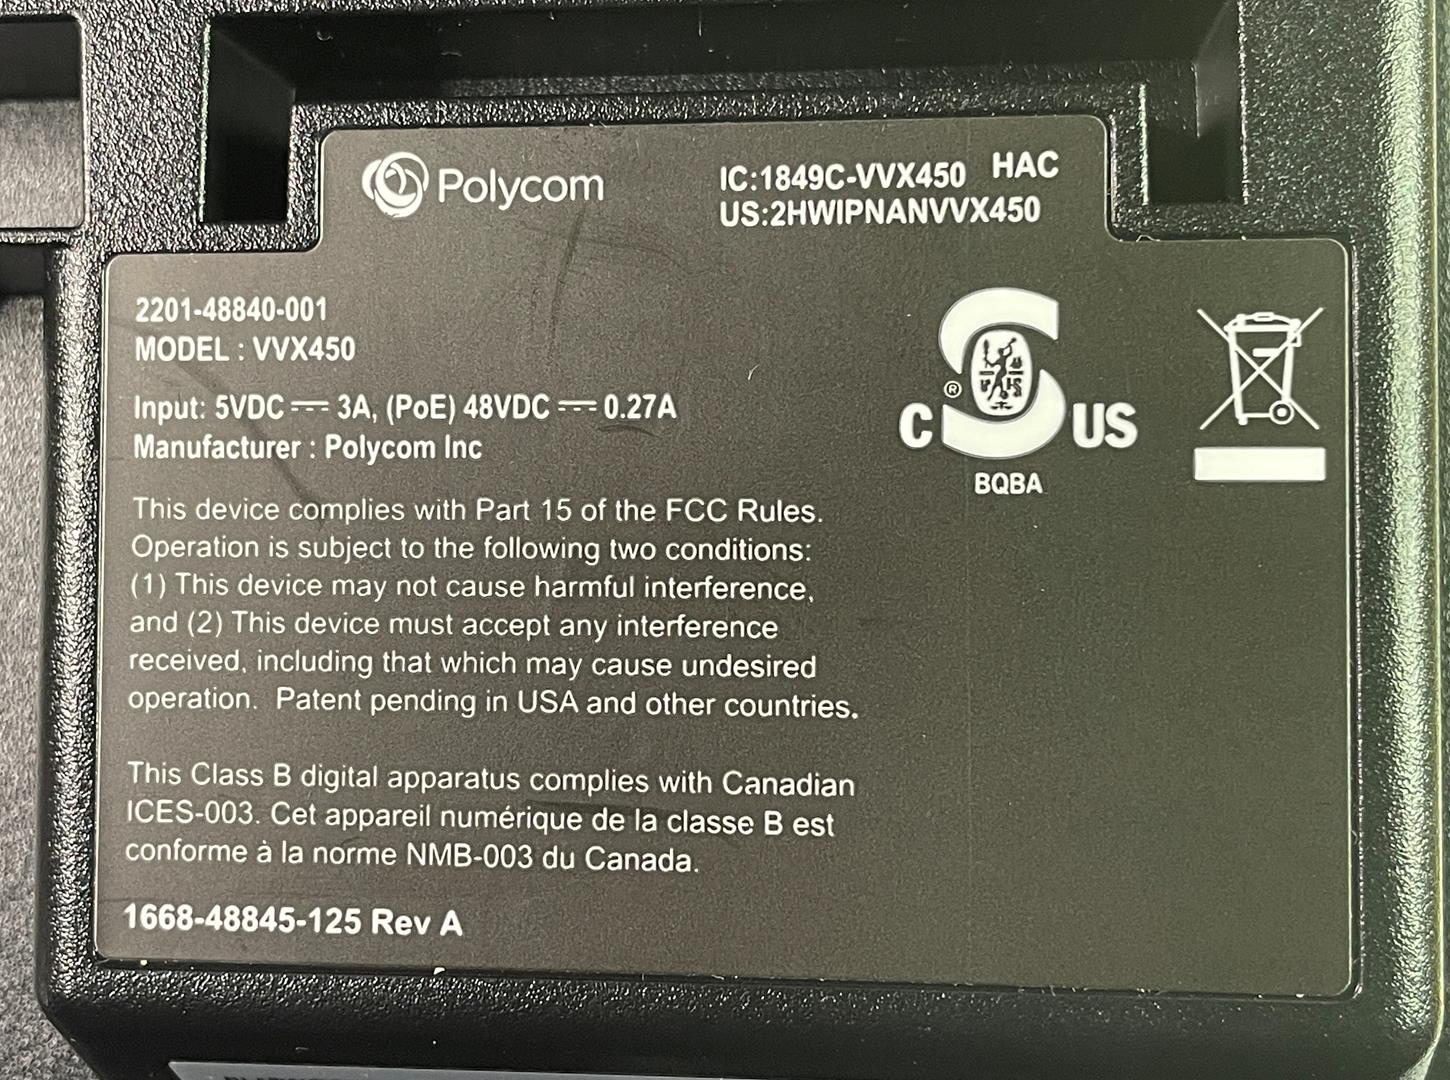 Polycom
IC:1849C-VVX450 HAC
US:2HWIPNANVVX450
2201-48840-001
MODEL : VVX450
Input: 5VDC ⎓ 3A, (PoE) 48VDC ⎓ 0.27A
Manufacturer : Polycom Inc
® C US
BQBA
This device complies with Part 15 of the FCC Rules.
Operation is subject to the following two conditions:
(1) This device may not cause harmful interference,
and (2) This device must accept any interference
received, including that which may cause undesired
operation. Patent pending in USA and other countries.
This Class B digital apparatus complies with Canadian
ICES-003. Cet appareil numérique de la classe B est
conforme à la norme NMB-003 du Canada.
1668-48845-125 Rev A